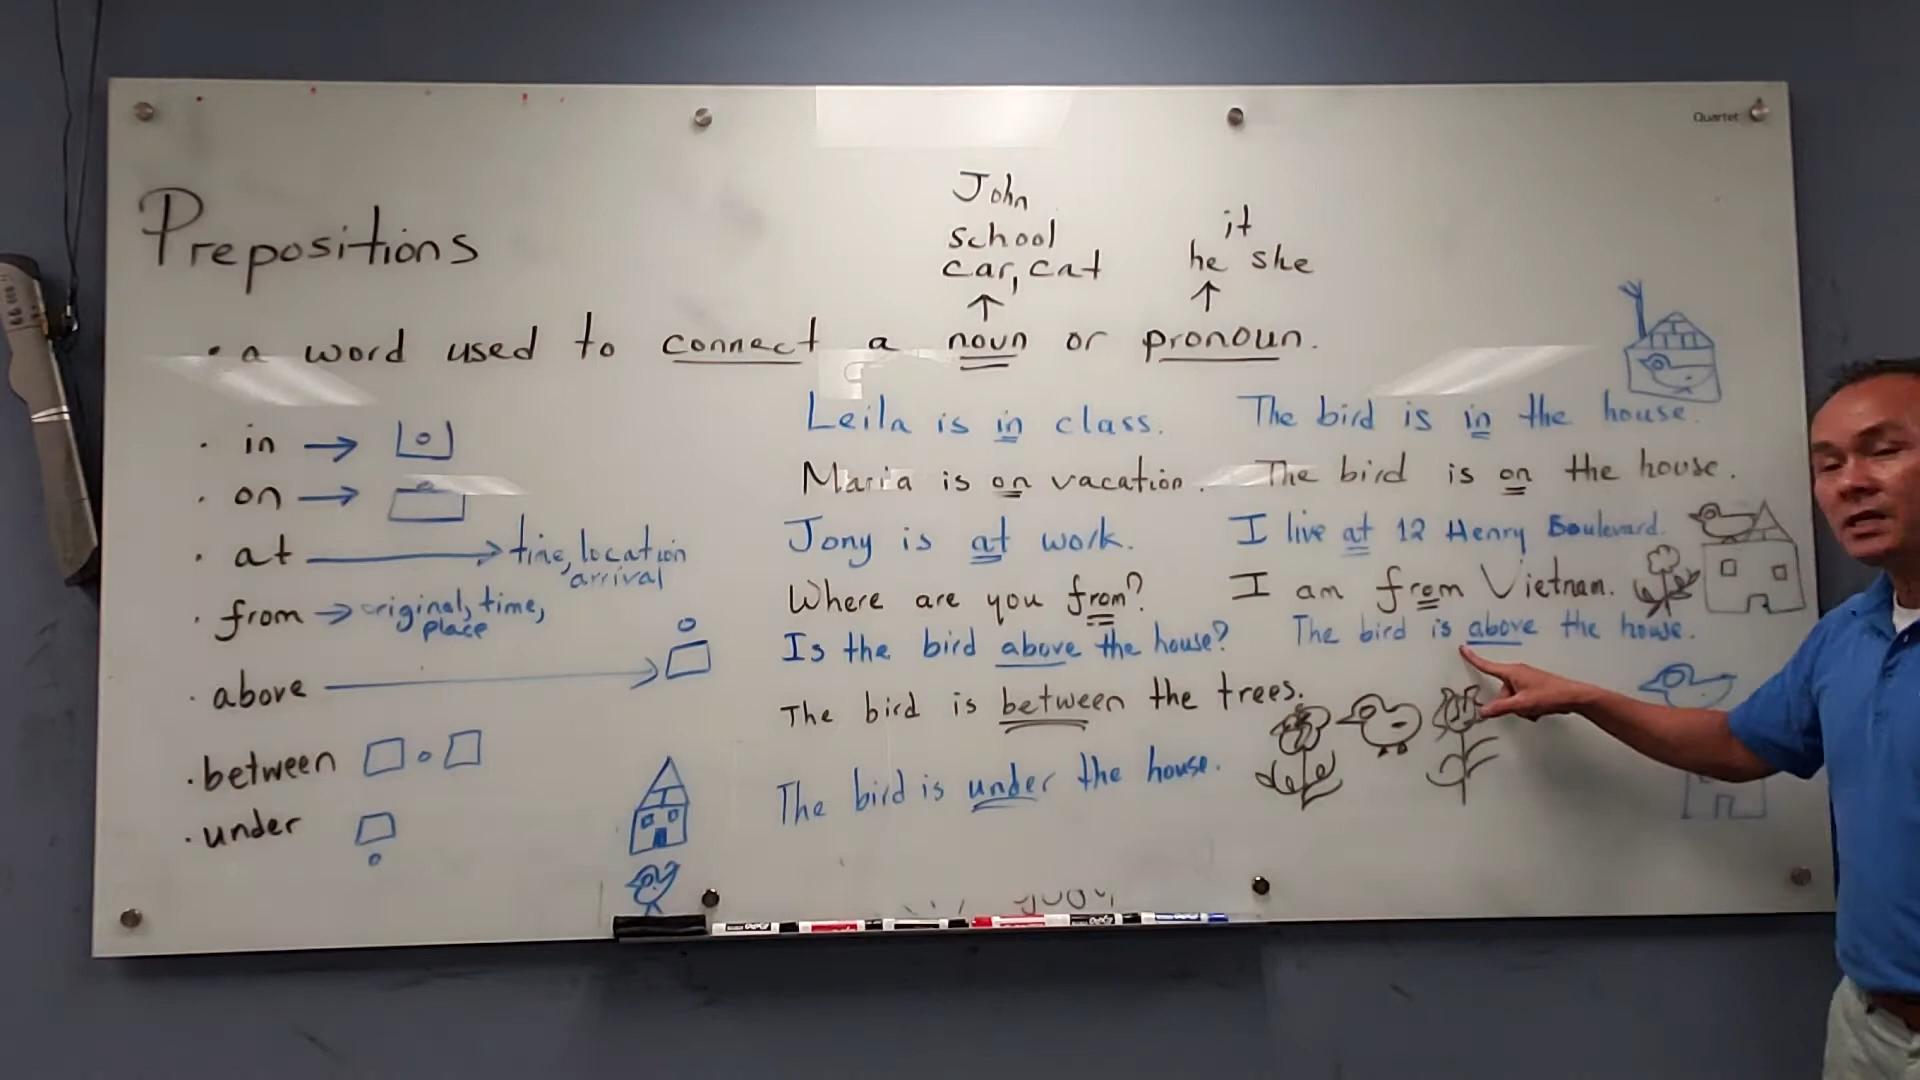 Quartet
Prepositions
John
school
car, cat
it
he she
• a word used to connect a noun or pronoun.
• in →
• on →
• at → time, location
arrival
• from → original, time,
place
• above →
• between
• under
Leila is in class.
Maria is on vacation.
Jony is at work.
Where are you from?
Is the bird above the house?
The bird is between the trees.
The bird is under the house.
The bird is in the house.
The bird is on the house.
I live at 12 Henry Boulevard.
I am from Vietnam.
The bird is above the house.